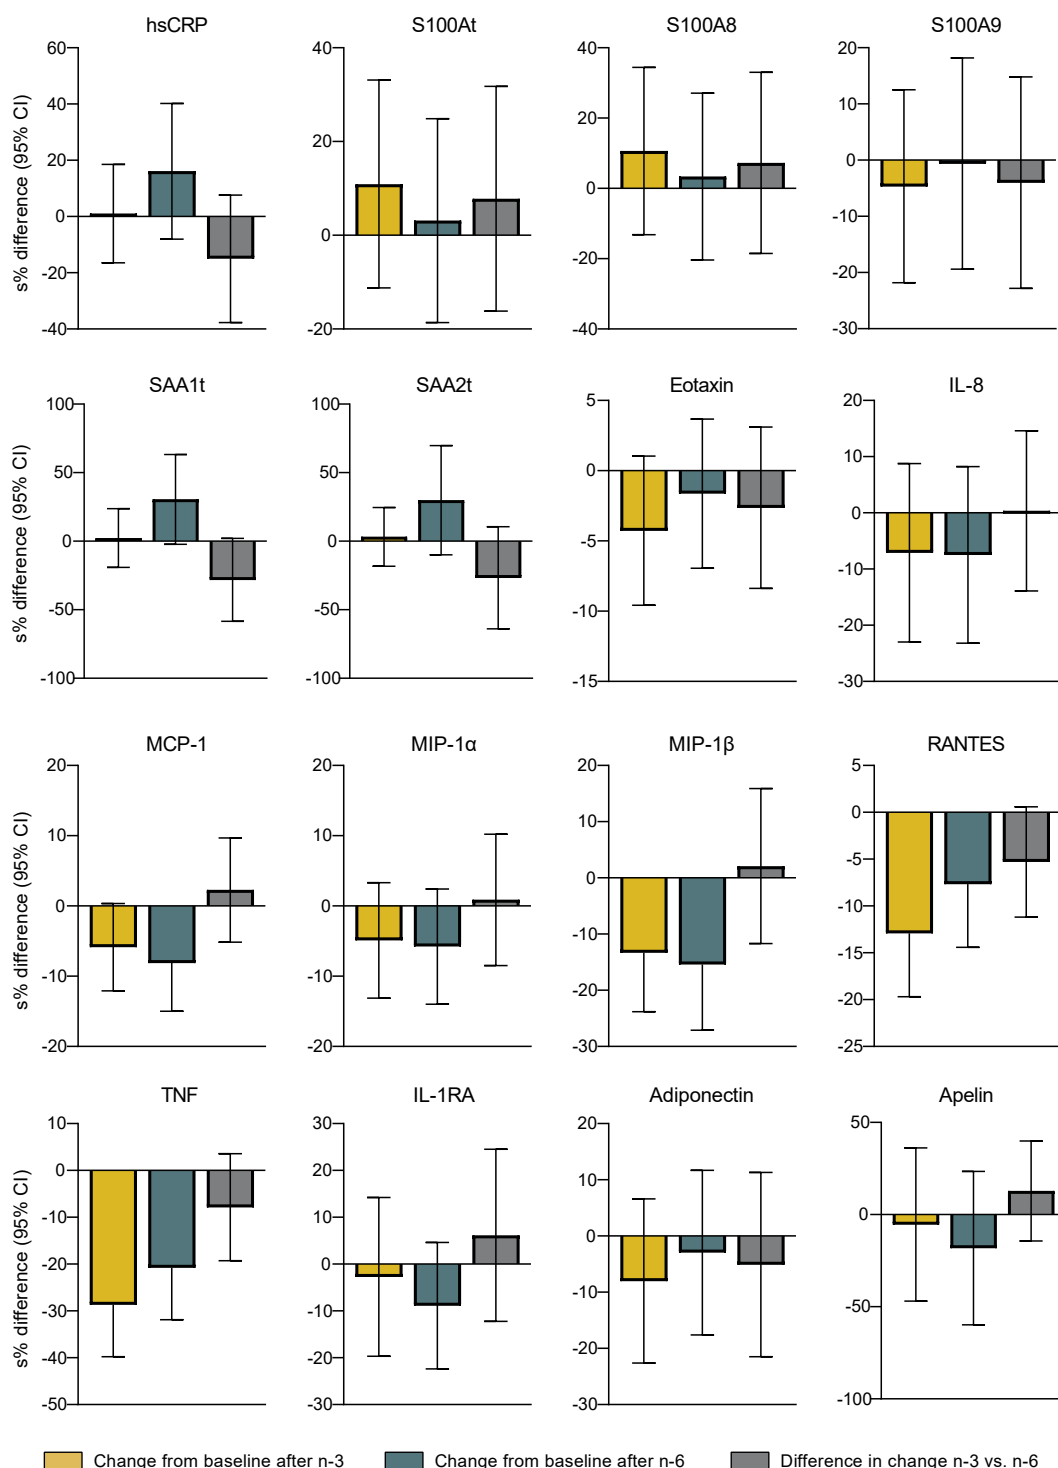 hsCRP S100At S100A8 S100A9
s% difference (95% CI)
60 40 20 0 -20 -40
40 20 0 -20
40 20 0 -20 -40
20 10 0 -10 -20 -30
SAA1t SAA2t Eotaxin IL-8
s% difference (95% CI)
100 50 0 -50 -100
100 50 0 -50 -100
5 0 -5 -10 -15
20 10 0 -10 -20 -30
MCP-1 MIP-1α MIP-1β RANTES
s% difference (95% CI)
20 10 0 -10 -20
20 10 0 -10 -20
20 10 0 -10 -20 -30
5 0 -5 -10 -15 -20 -25
TNF IL-1RA Adiponectin Apelin
s% difference (95% CI)
10 0 -10 -20 -30 -40 -50
30 20 10 0 -10 -20 -30
20 10 0 -10 -20 -30
50 0 -50 -100
Change from baseline after n-3 Change from baseline after n-6 Difference in change n-3 vs. n-6